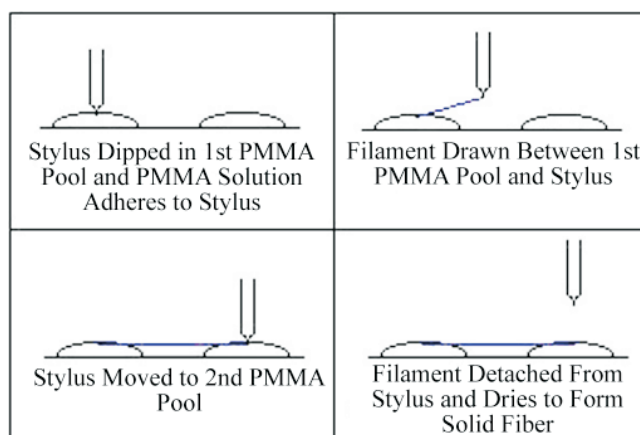 Stylus Dipped in 1st PMMA
Pool and PMMA Solution
Adheres to Stylus
Filament Drawn Between 1st
PMMA Pool and Stylus
Stylus Moved to 2nd PMMA
Pool
Filament Detached From
Stylus and Dries to Form
Solid Fiber